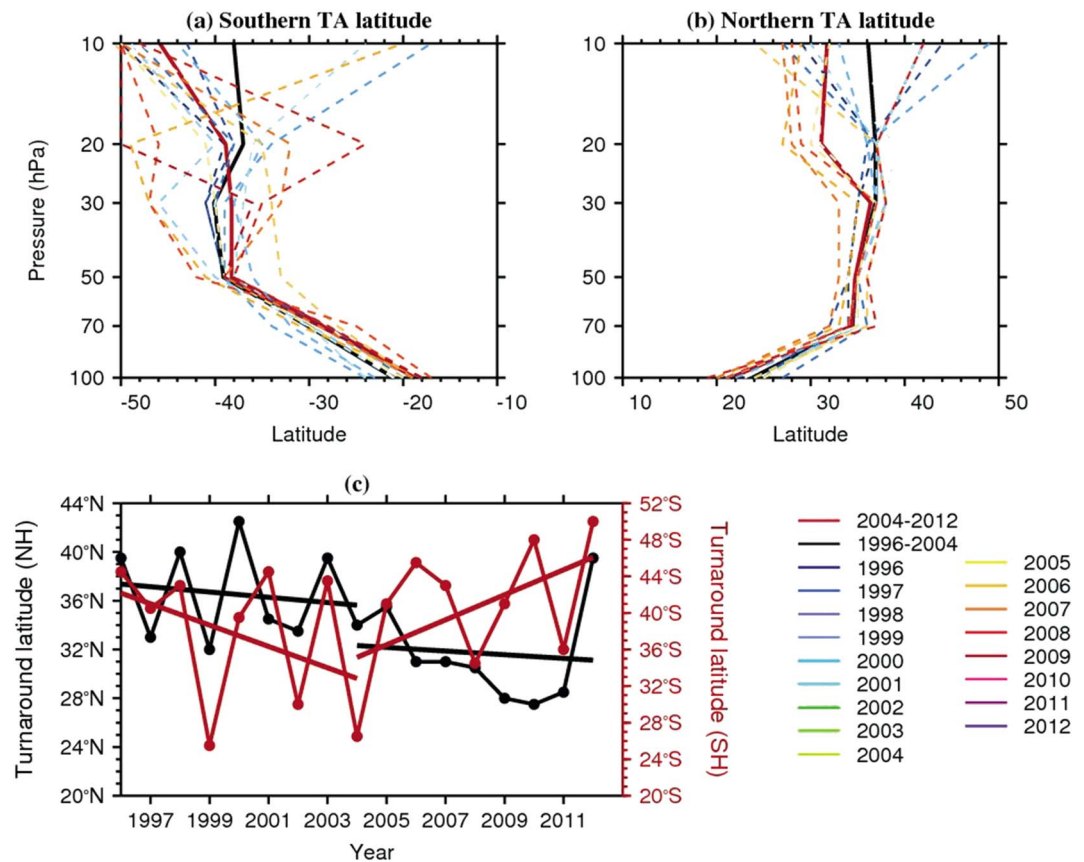 (a) Southern TA latitude
(b) Northern TA latitude
10
20
30
50
70
100
Pressure (hPa)
-50 -40 -30 -20 -10
Latitude
10
20
30
50
70
100
10 20 30 40 50
Latitude
(c)
44°N
40°N
36°N
32°N
28°N
24°N
20°N
Turnaround latitude (NH)
52°S
48°S
44°S
40°S
36°S
32°S
28°S
24°S
20°S
Turnaround latitude (SH)
1997 1999 2001 2003 2005 2007 2009 2011
Year
2004-2012
1996-2004
1996
1997
1998
1999
2000
2001
2002
2003
2004
2005
2006
2007
2008
2009
2010
2011
2012